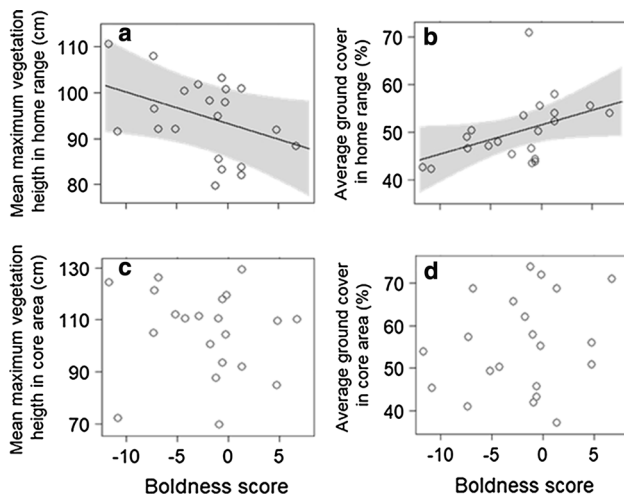 a
Mean maximum vegetation
heigth in home range (cm)
110
100
90
80
b
Average ground cover
in home range (%)
70
60
50
40
c
Mean maximum vegetation
heigth in core area (cm)
130
110
90
70
-10
-5
0
5
Boldness score
d
Average ground cover
in core area (%)
70
60
50
40
-10
-5
0
5
Boldness score